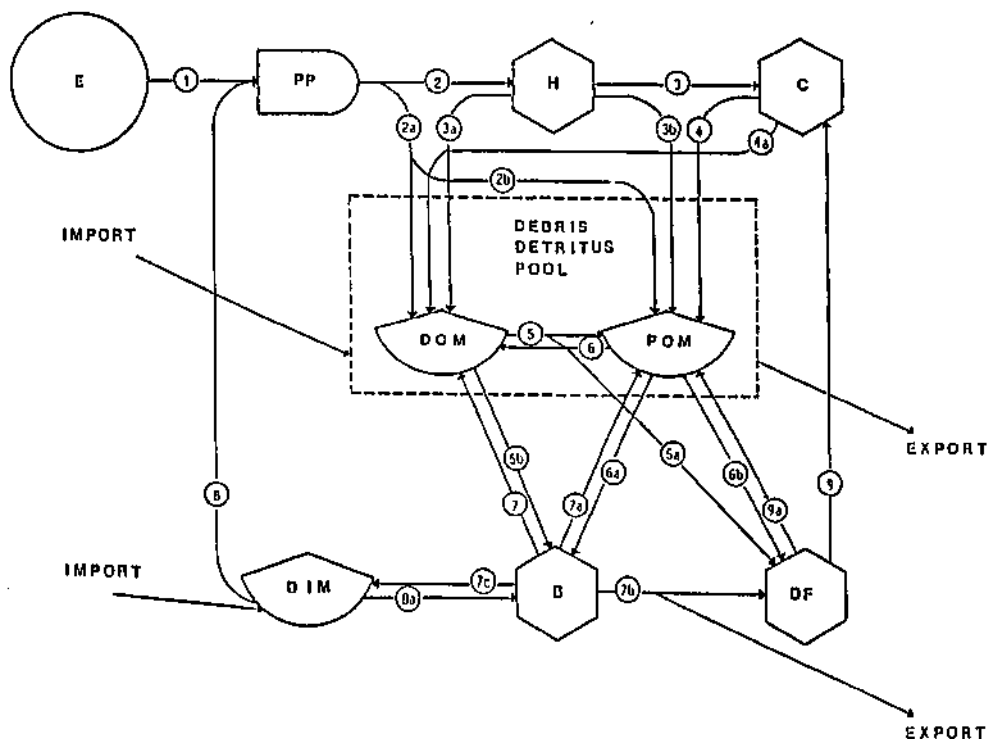 E
1
PP
2
H
3
C
2a
3a
3b
4
4a
2b
IMPORT
DEBRIS
DETRITUS
POOL
DOM
5
6
POM
EXPORT
5b
7
7a
6a
5a
6b
9a
9
8
IMPORT
DIM
7c
8a
B
7b
DF
EXPORT